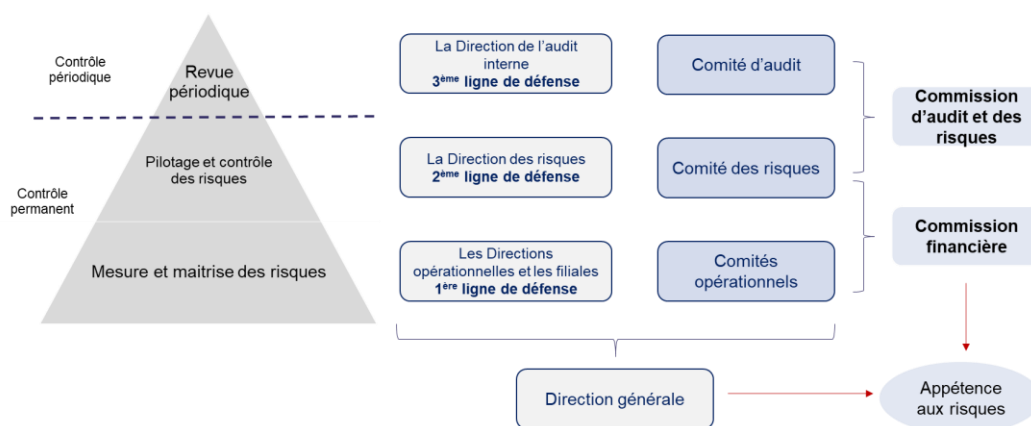 Contrôle
périodique
Revue
périodique
La Direction de l'audit
interne
3ème ligne de défense
Comité d'audit
Commission
d'audit et des
risques
Contrôle
permanent
Pilotage et contrôle
des risques
La Direction des risques
2ème ligne de défense
Comité des risques
Commission
financière
Mesure et maitrise des risques
Les Directions
opérationnelles et les filiales
1ère ligne de défense
Comités
opérationnels
Direction générale
Appétence
aux risques